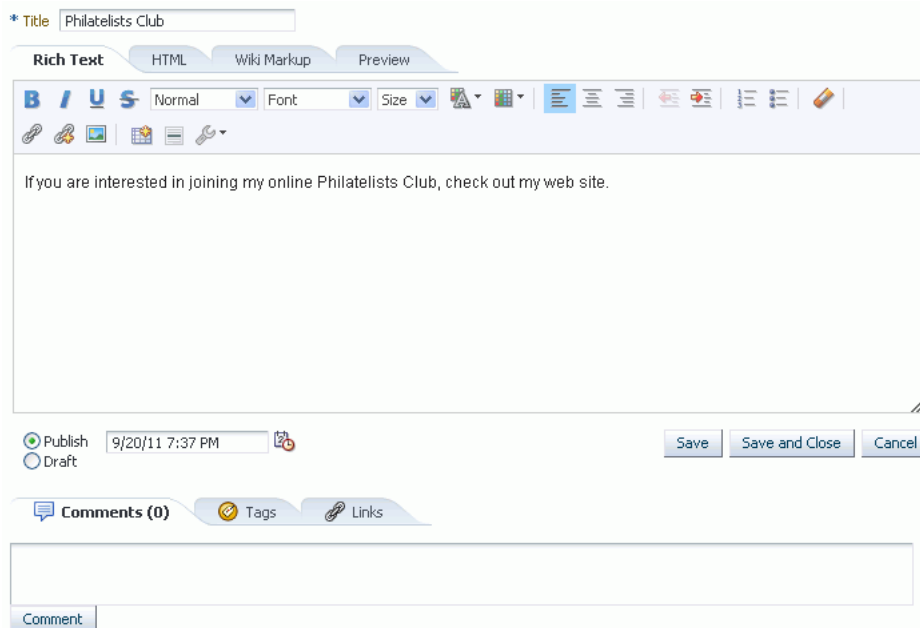 * Title Philatelists Club
Rich Text HTML Wiki Markup Preview
B I U S Normal Font Size A
If you are interested in joining my online Philatelists Club, check out my web site.
Publish 9/20/11 7:37 PM Save Save and Close Cancel
Draft
Comments (0) Tags Links
Comment